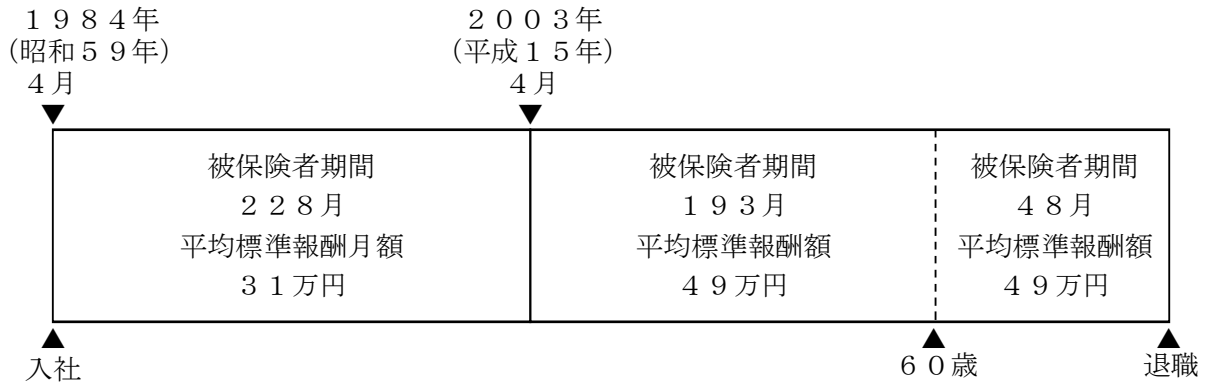 １９８４年
（昭和５９年）
４月
２００３年
（平成１５年）
４月
被保険者期間
２２８月
平均標準報酬月額
３１万円
被保険者期間
１９３月
平均標準報酬額
４９万円
被保険者期間
４８月
平均標準報酬額
４９万円
入社
６０歳
退職